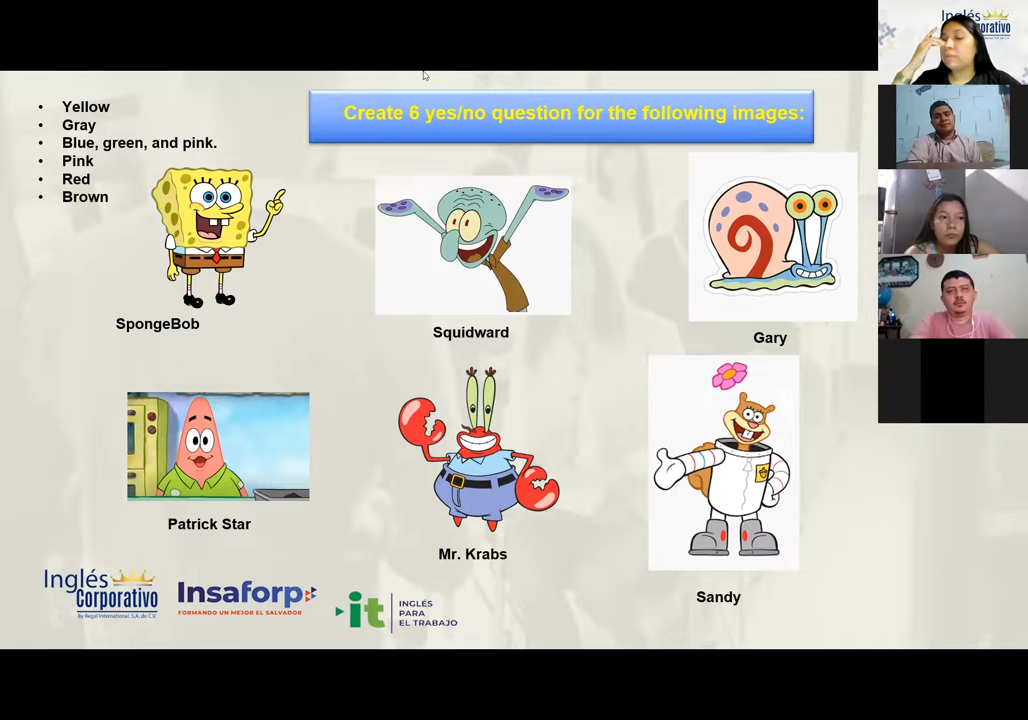 Inglés
Corporativo
• Yellow
• Gray
• Blue, green, and pink.
• Pink
• Red
• Brown
Create 6 yes/no question for the following images:
SpongeBob
Squidward
Gary
Patrick Star
Mr. Krabs
Sandy
Inglés
Corporativo
By Regal International, S.A. de C.V.
Insaforp
FORMANDO UN MEJOR EL SALVADOR
it
INGLÉS
PARA
EL TRABAJO